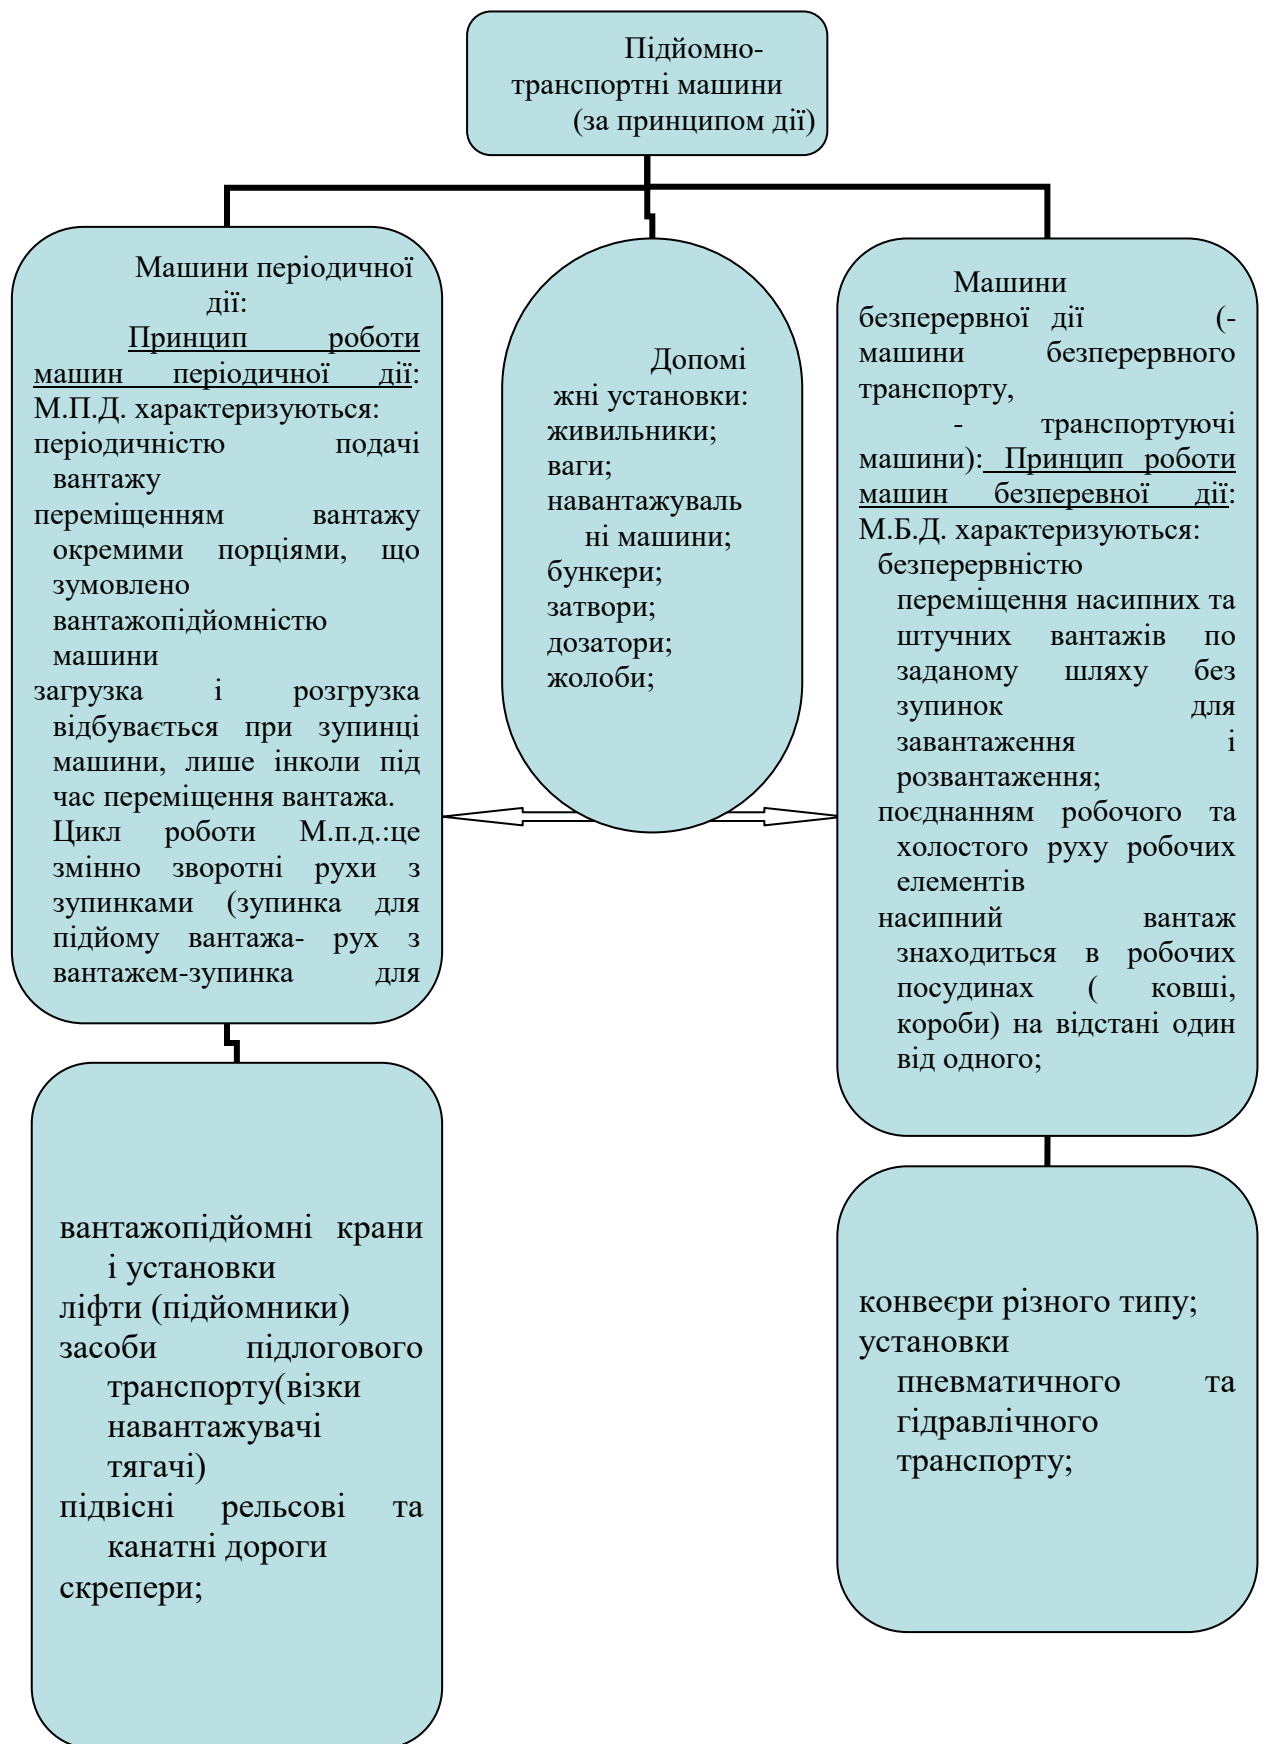 Підйомно-
транспортні машини
(за принципом дії)
Машини періодичної
дії:
Принцип роботи
машин періодичної дії:
М.П.Д. характеризуються:
періодичністю подачі
вантажу
переміщенням вантажу
окремими порціями, що
зумовлено
вантажопідйомністю
машини
загрузка і розгрузка
відбувається при зупинці
машини, лише інколи під
час переміщення вантажа.
Цикл роботи М.п.д.:це
змінно зворотні рухи з
зупинками (зупинка для
підйому вантажа- рух з
вантажем-зупинка для
Допомі
жні установки:
живильники;
ваги;
навантажуваль
ні машини;
бункери;
затвори;
дозатори;
жолоби;
Машини
безперервної дії (-
машини безперервного
транспорту,
- транспортуючі
машини): Принцип роботи
машин безперевної дії:
М.Б.Д. характеризуються:
безперервністю
переміщення насипних та
штучних вантажів по
заданому шляху без
зупинок для
завантаження і
розвантаження;
поєднанням робочого та
холостого руху робочих
елементів
насипний вантаж
знаходиться в робочих
посудинах ( ковші,
короби) на відстані один
від одного;
вантажопідйомні крани
і установки
ліфти (підйомники)
засоби підлогового
транспорту(візки
навантажувачі
тягачі)
підвісні рельсові та
канатні дороги
скрепери;
конвеєри різного типу;
установки
пневматичного та
гідравлічного
транспорту;